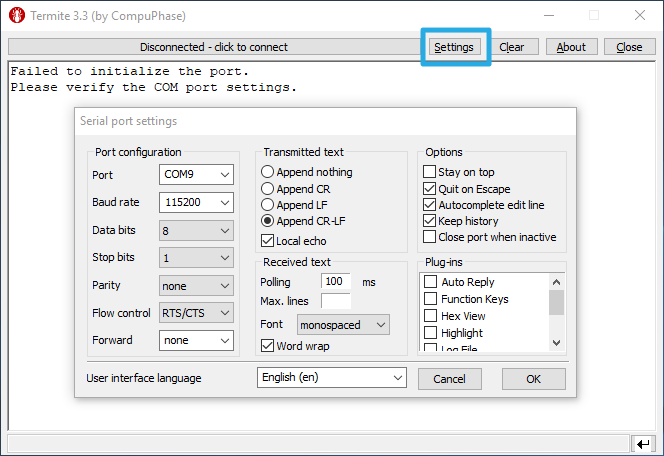 Termite 3.3 (by CompuPhase)
Disconnected - click to connect
Settings
Clear
About
Close
Failed to initialize the port.
Please verify the COM port settings.
Serial port settings
Port configuration
Port COM9
Baud rate 115200
Data bits 8
Stop bits 1
Parity none
Flow control RTS/CTS
Forward none
Transmitted text
Append nothing
Append CR
Append LF
Append CR-LF
Local echo
Received text
Polling 100 ms
Max. lines
Font monospaced
Word wrap
Options
Stay on top
Quit on Escape
Autocomplete edit line
Keep history
Close port when inactive
Plug-ins
Auto Reply
Function Keys
Hex View
Highlight
Log File
User interface language English (en)
Cancel
OK